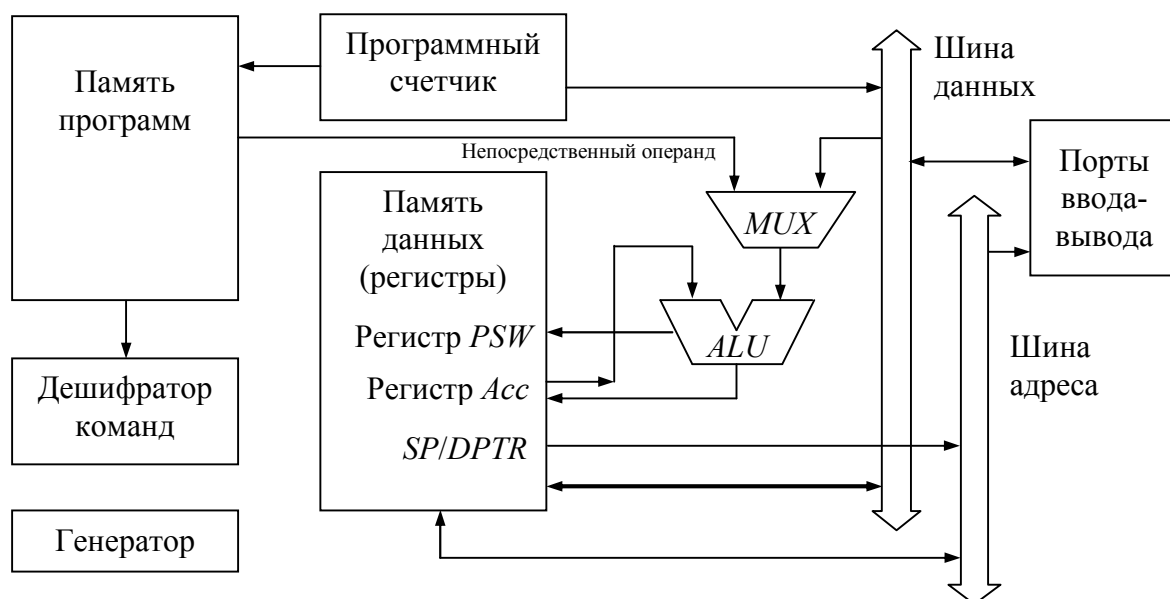 Память
программ
Программный
счетчик
Шина
данных
Непосредственный операнд
Порты
ввода-
вывода
Память
данных
(регистры)
MUX
Регистр PSW
ALU
Регистр Acc
SP/DPTR
Шина
адреса
Дешифратор
команд
Генератор